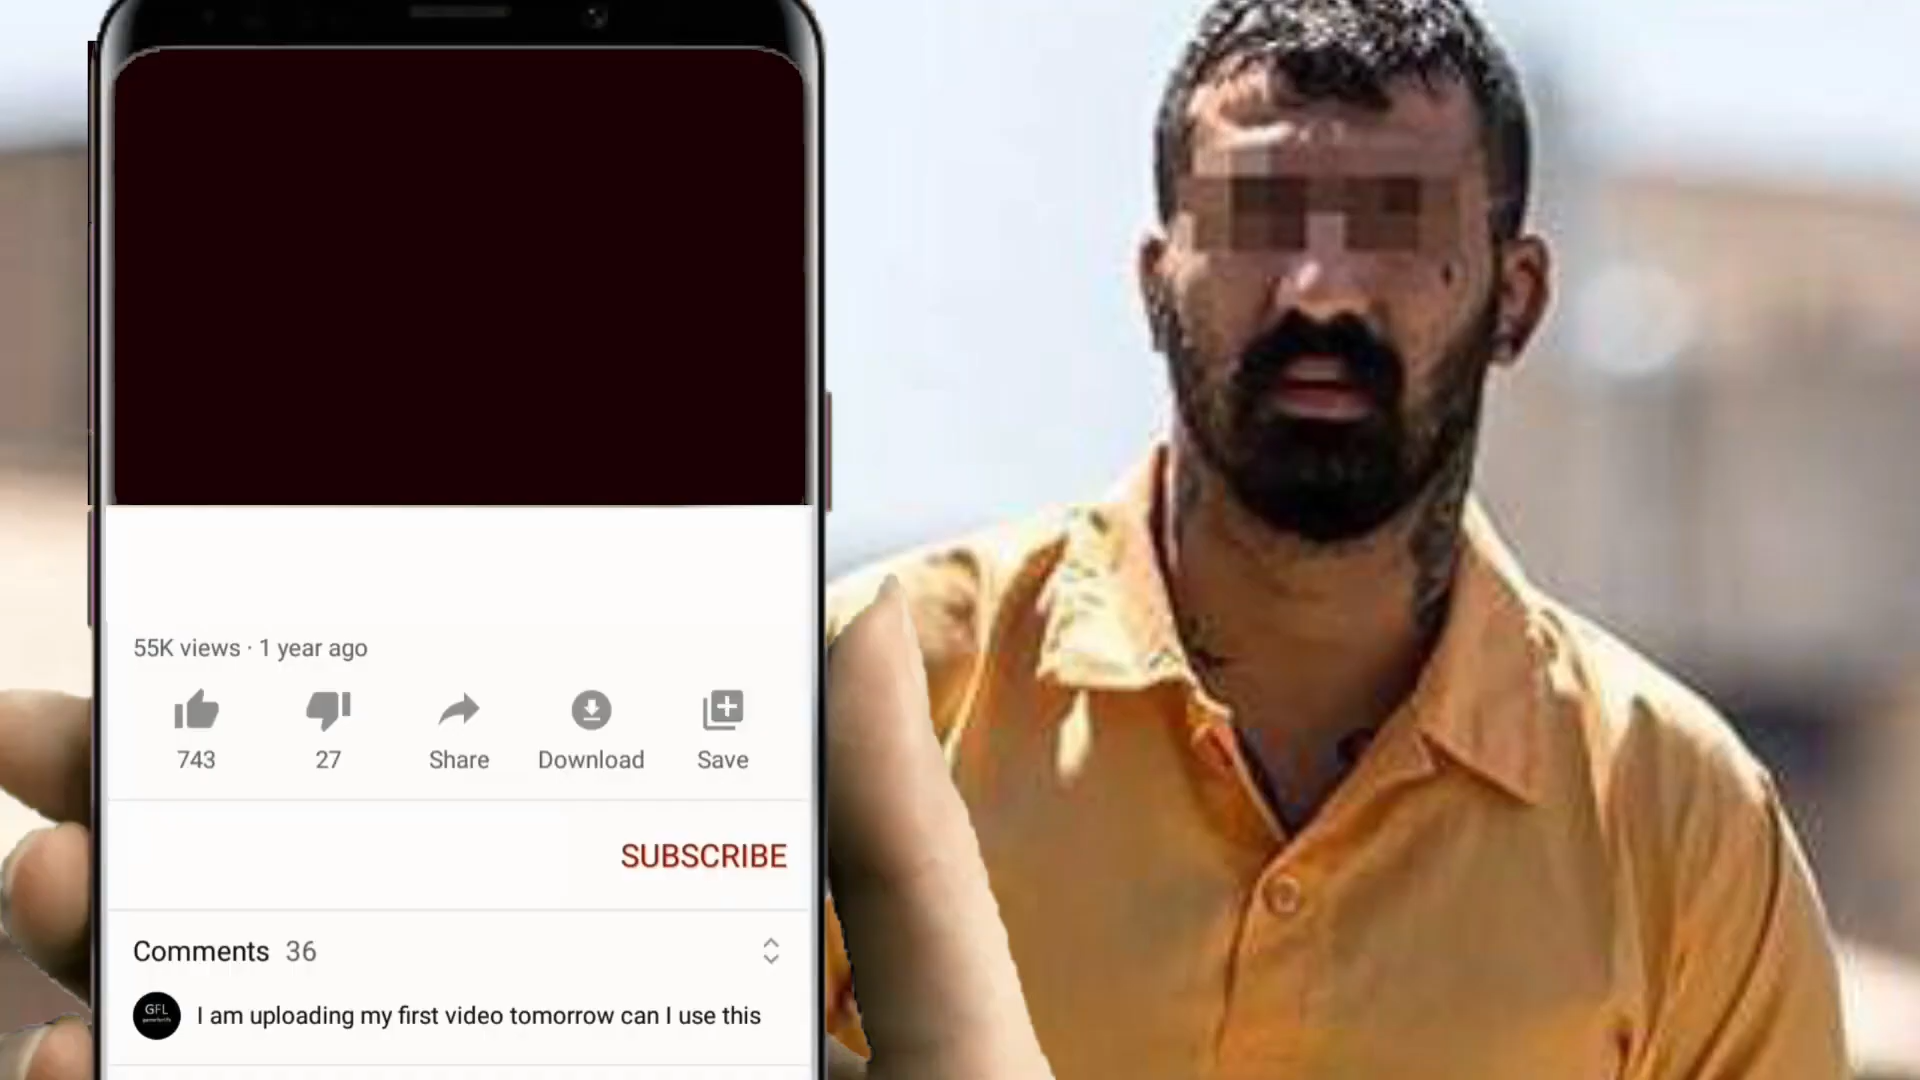 55K views · 1 year ago
743
27
Share
Download
Save
SUBSCRIBE
Comments 36
GFL
I am uploading my first video tomorrow can I use this